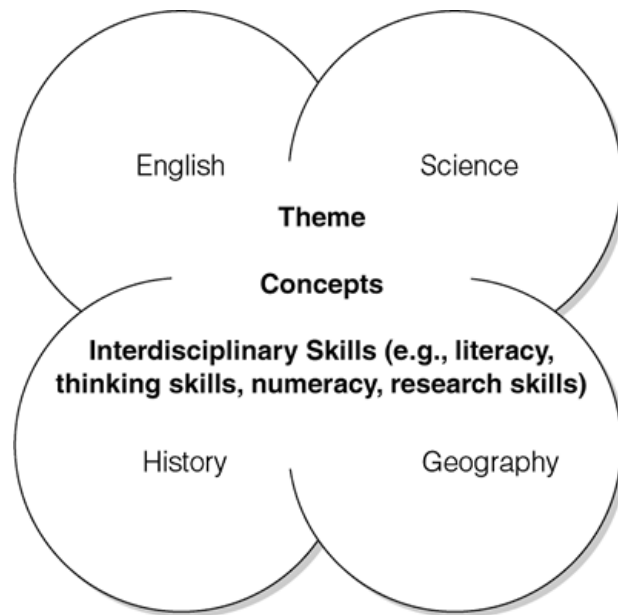 English
Science
Theme
Concepts
Interdisciplinary Skills (e.g., literacy,
thinking skills, numeracy, research skills)
History
Geography